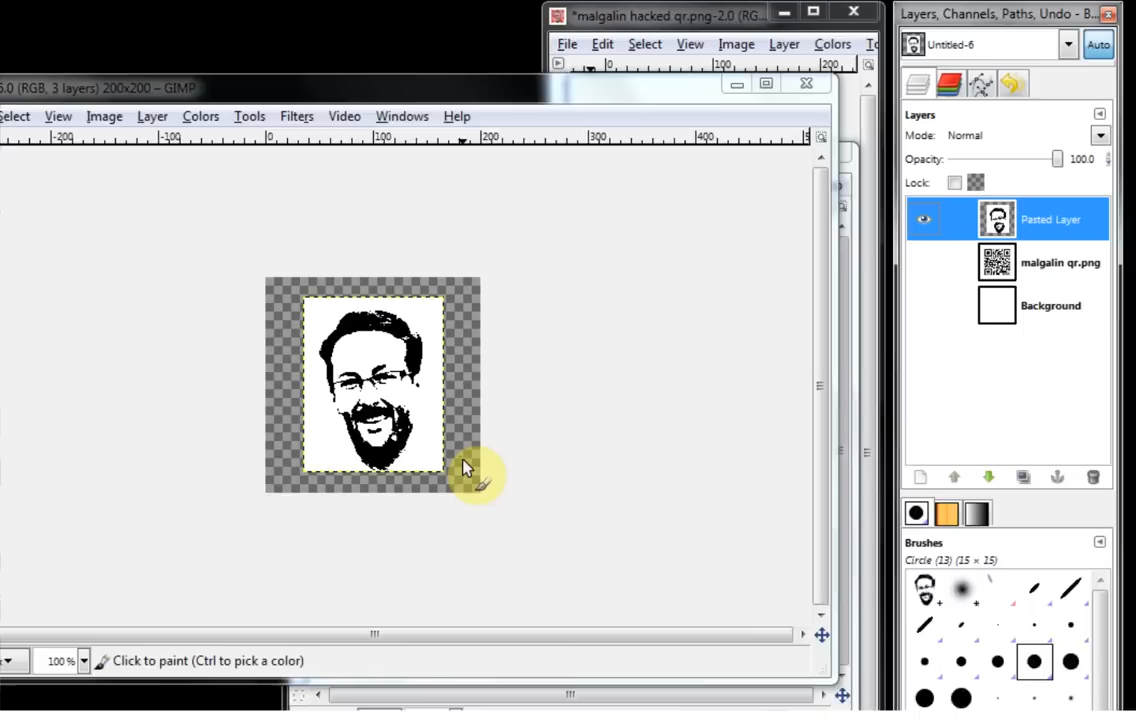 *malgalin hacked qr.png-2.0 (RG...
File Edit Select View Image Layer Colors To
0 100 200
6.0 (RGB, 3 layers) 200x200 – GIMP
Select View Image Layer Colors Tools Filters Video Windows Help
-200 -100 0 100 200 300 400
100 %
Click to paint (Ctrl to pick a color)
Layers, Channels, Paths, Undo - B...
Untitled-6
Auto
Layers
Mode: Normal
Opacity: 100.0
Lock:
Pasted Layer
malgalin qr.png
Background
Brushes
Circle (13) (15 × 15)